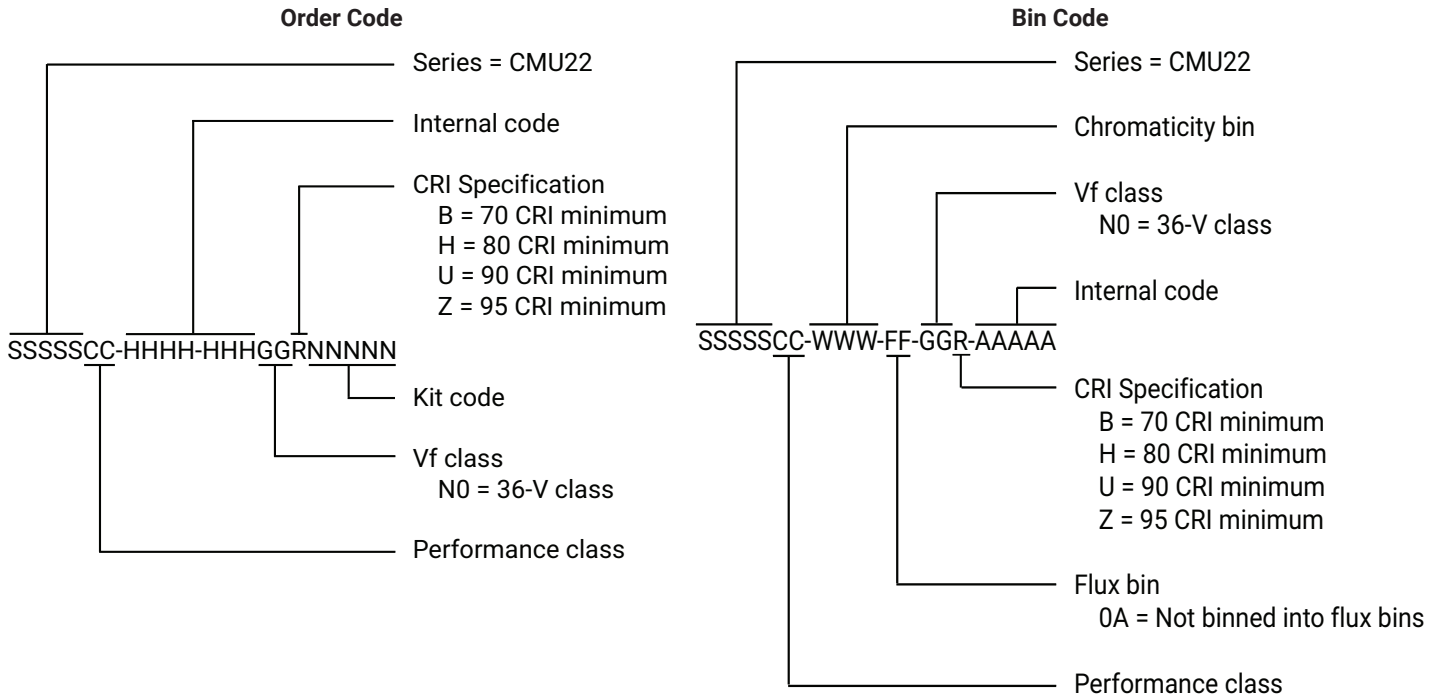 Order Code
Series = CMU22
Internal code
CRI Specification
B = 70 CRI minimum
H = 80 CRI minimum
U = 90 CRI minimum
Z = 95 CRI minimum
SSSSSCC-HHHH-HHHGGRNNNNN
Kit code
Vf class
N0 = 36-V class
Performance class
Bin Code
Series = CMU22
Chromaticity bin
Vf class
N0 = 36-V class
Internal code
SSSSSCC-WWW-FF-GGR-AAAAA
CRI Specification
B = 70 CRI minimum
H = 80 CRI minimum
U = 90 CRI minimum
Z = 95 CRI minimum
Flux bin
0A = Not binned into flux bins
Performance class